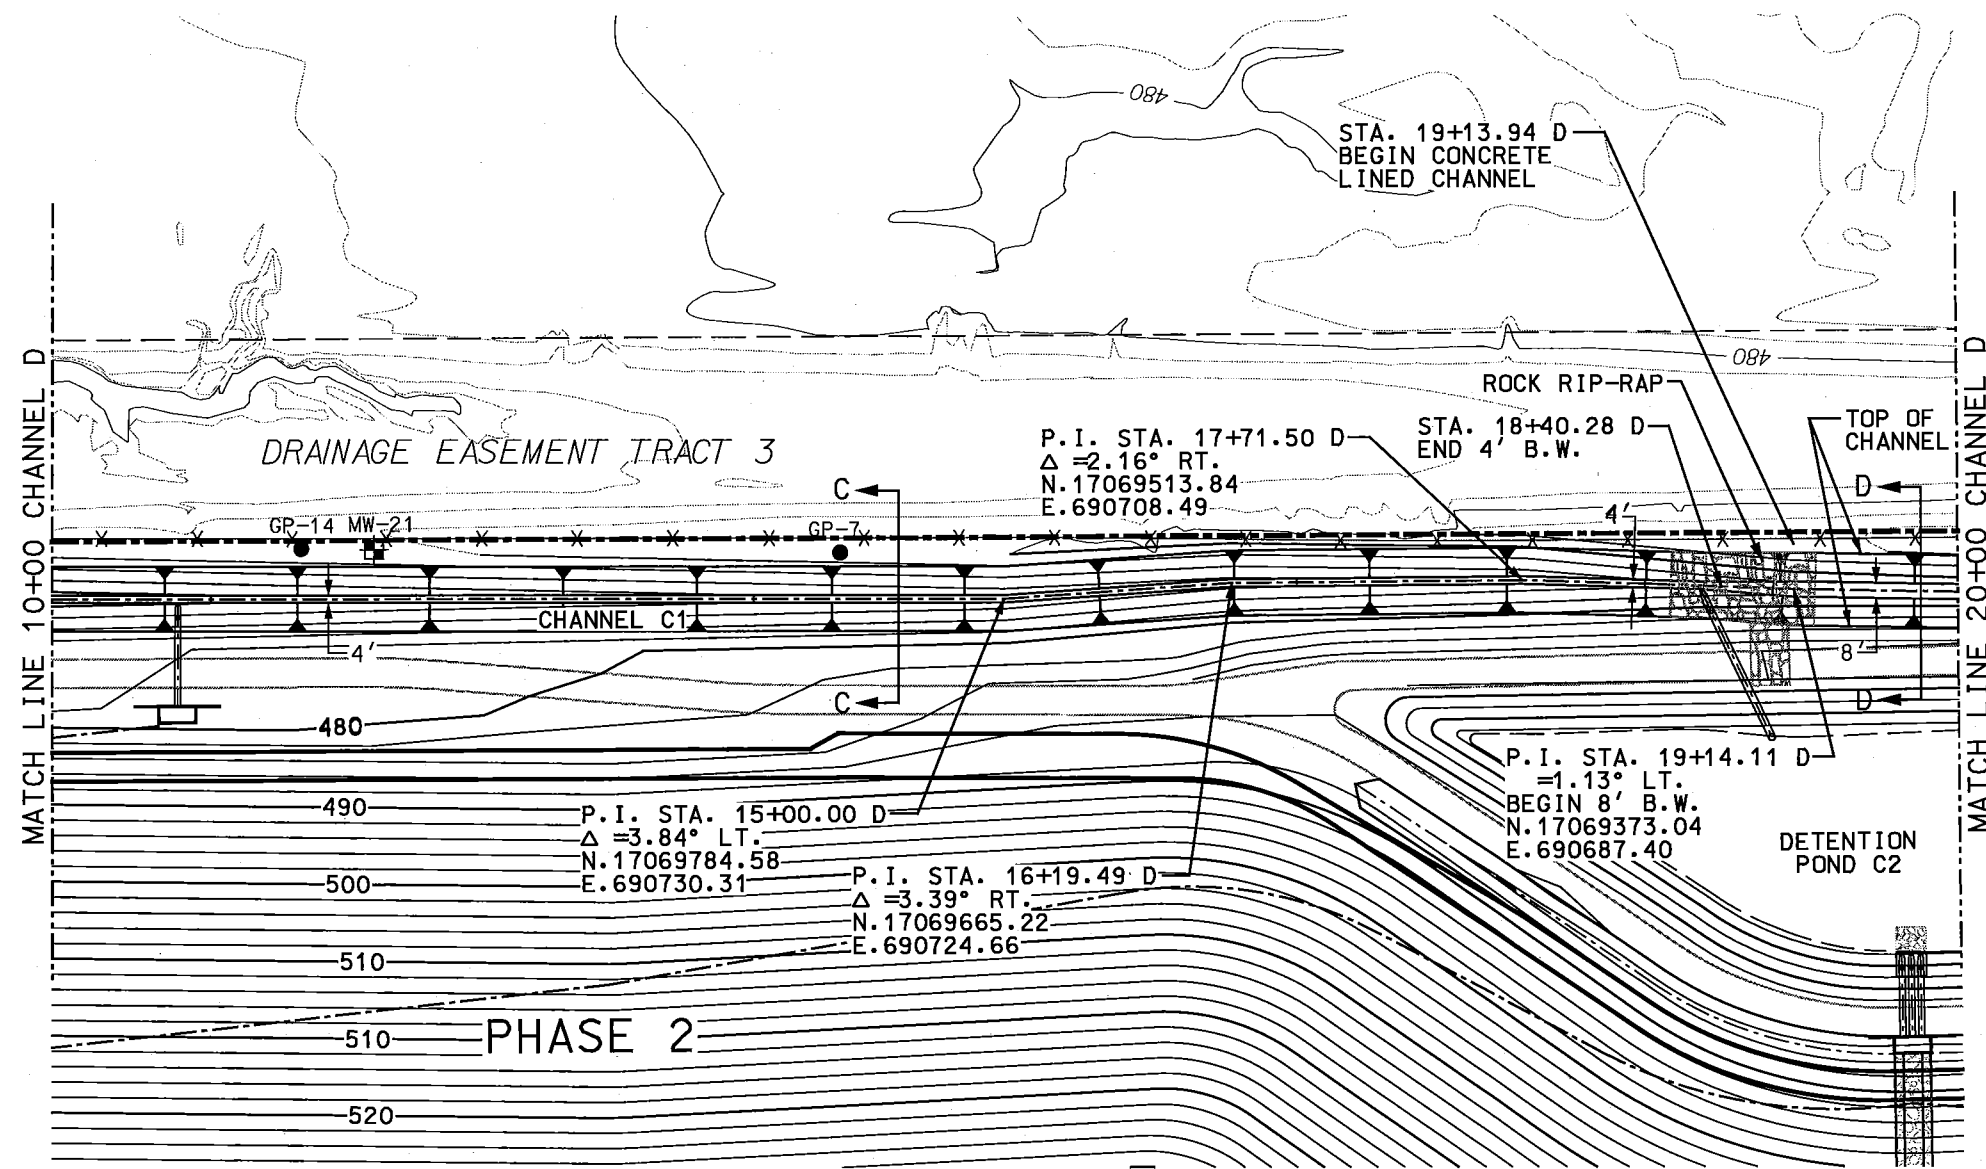 480
STA. 19+13.94 D
BEGIN CONCRETE
LINED CHANNEL
480
ROCK RIP-RAP
STA. 18+40.28 D
END 4' B.W.
TOP OF
CHANNEL
P.I. STA. 17+71.50 D
Δ =2.16° RT.
N.17069513.84
E.690708.49
DRAINAGE EASEMENT TRACT 3
MATCH LINE 10+00 CHANNEL D
MATCH LINE 20+00 CHANNEL D
C
D
4'
GP-14 MW-21
GP-7
CHANNEL C1
4'
8'
C
D
480
490
P.I. STA. 15+00.00 D
Δ =3.84° LT.
N.17069784.58
E.690730.31
P.I. STA. 19+14.11 D
=1.13° LT.
BEGIN 8' B.W.
N.17069373.04
E.690687.40
DETENTION
POND C2
500
P.I. STA. 16+19.49 D
Δ =3.39° RT.
N.17069665.22
E.690724.66
510
510
PHASE 2
520